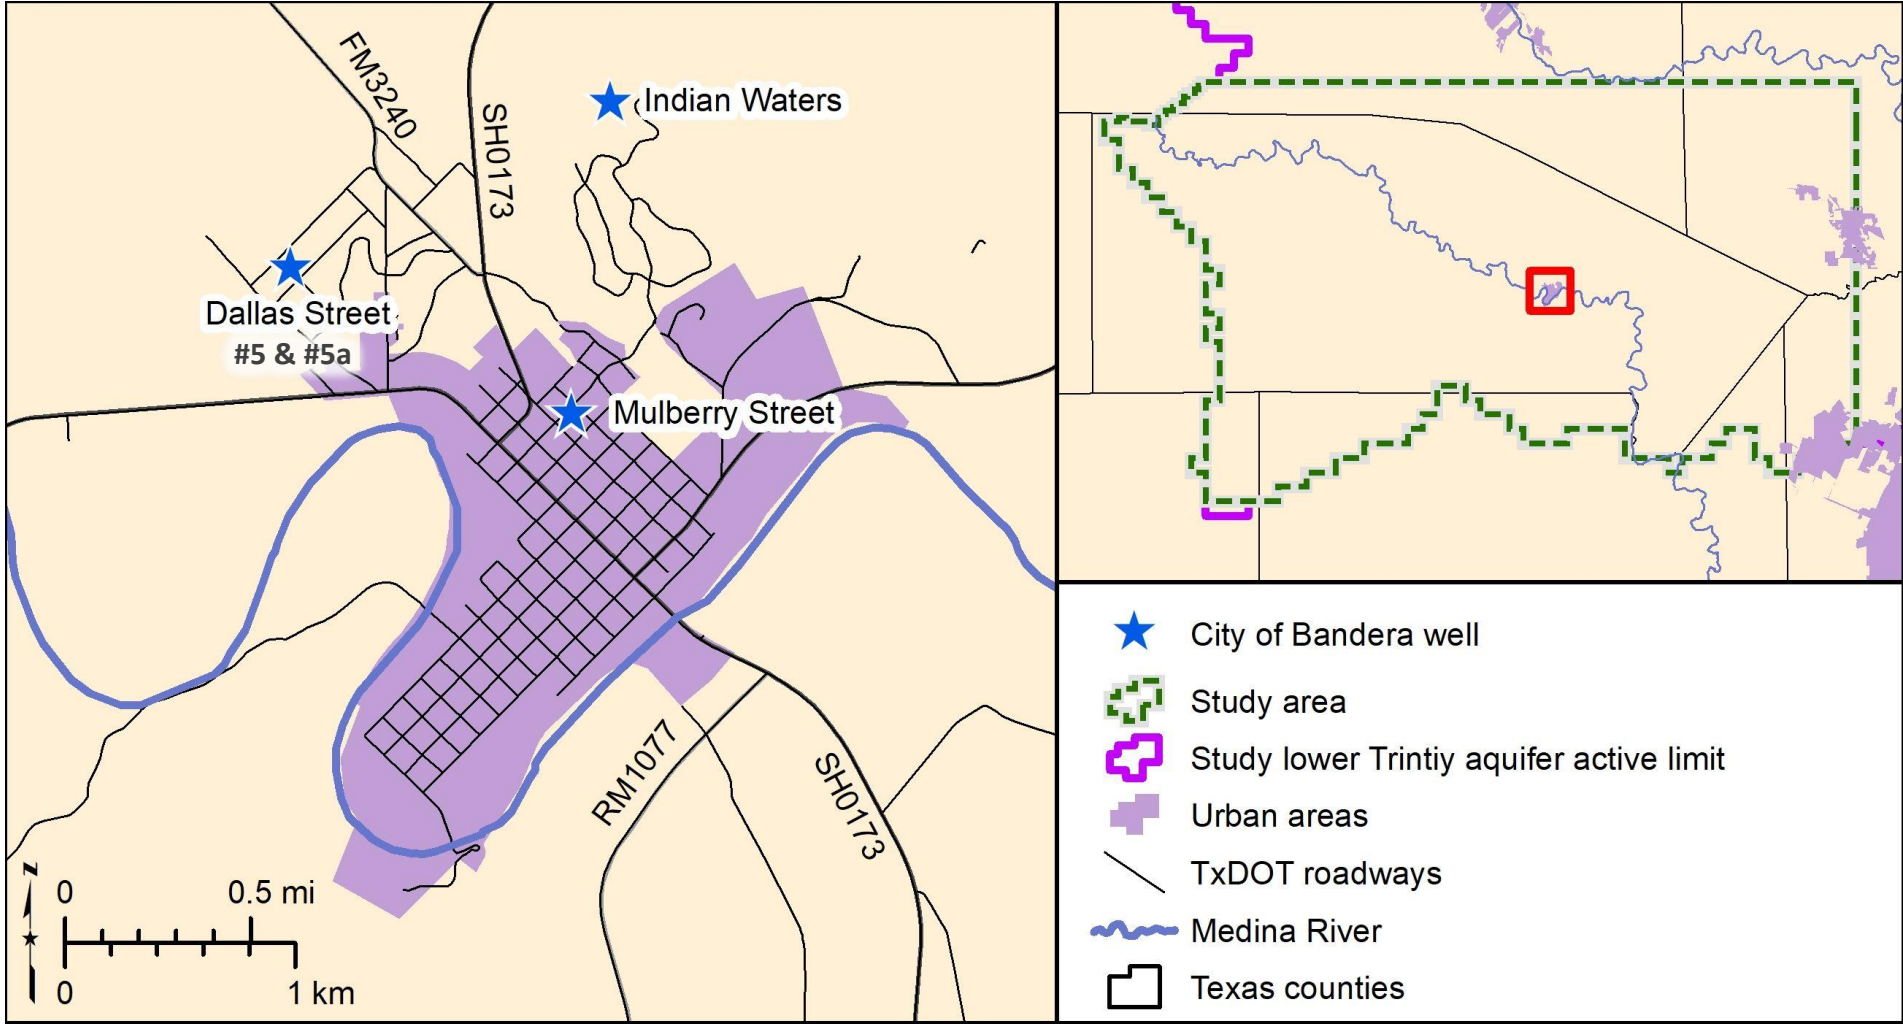 FM3240
SH0173
Indian Waters
Dallas Street
#5 & #5a
Mulberry Street
RM1077
SH0173
N
0 0.5 mi
0 1 km
City of Bandera well
Study area
Study lower Trintiy aquifer active limit
Urban areas
TxDOT roadways
Medina River
Texas counties